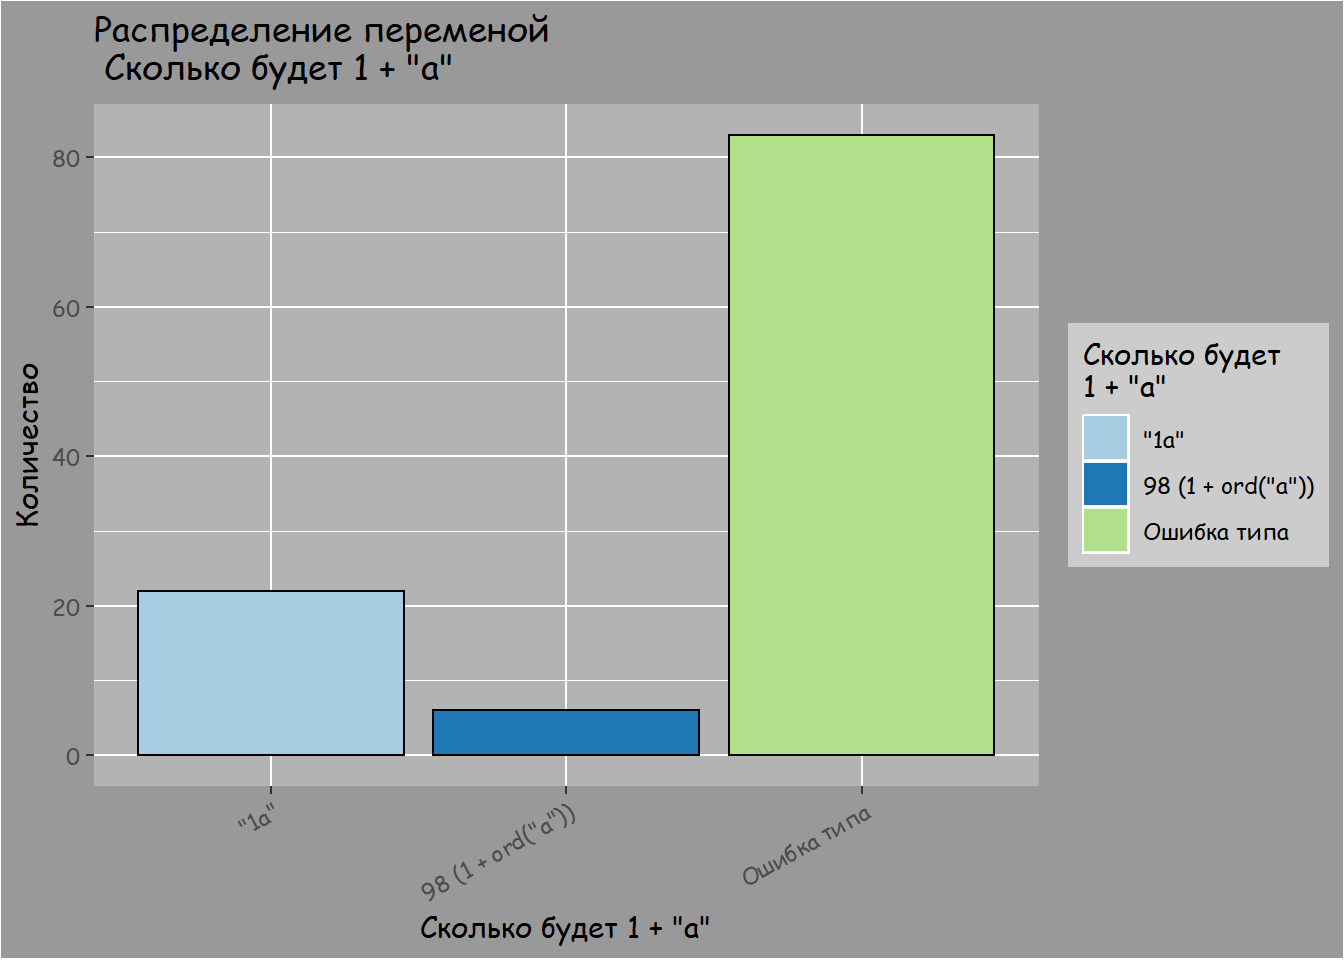 Распределение переменой
Сколько будет 1 + "a"
Количество
80
60
40
20
0
"1a"
98 (1 + ord("a"))
Ошибка типа
Сколько будет 1 + "a"
Сколько будет
1 + "a"
"1a"
98 (1 + ord("a"))
Ошибка типа